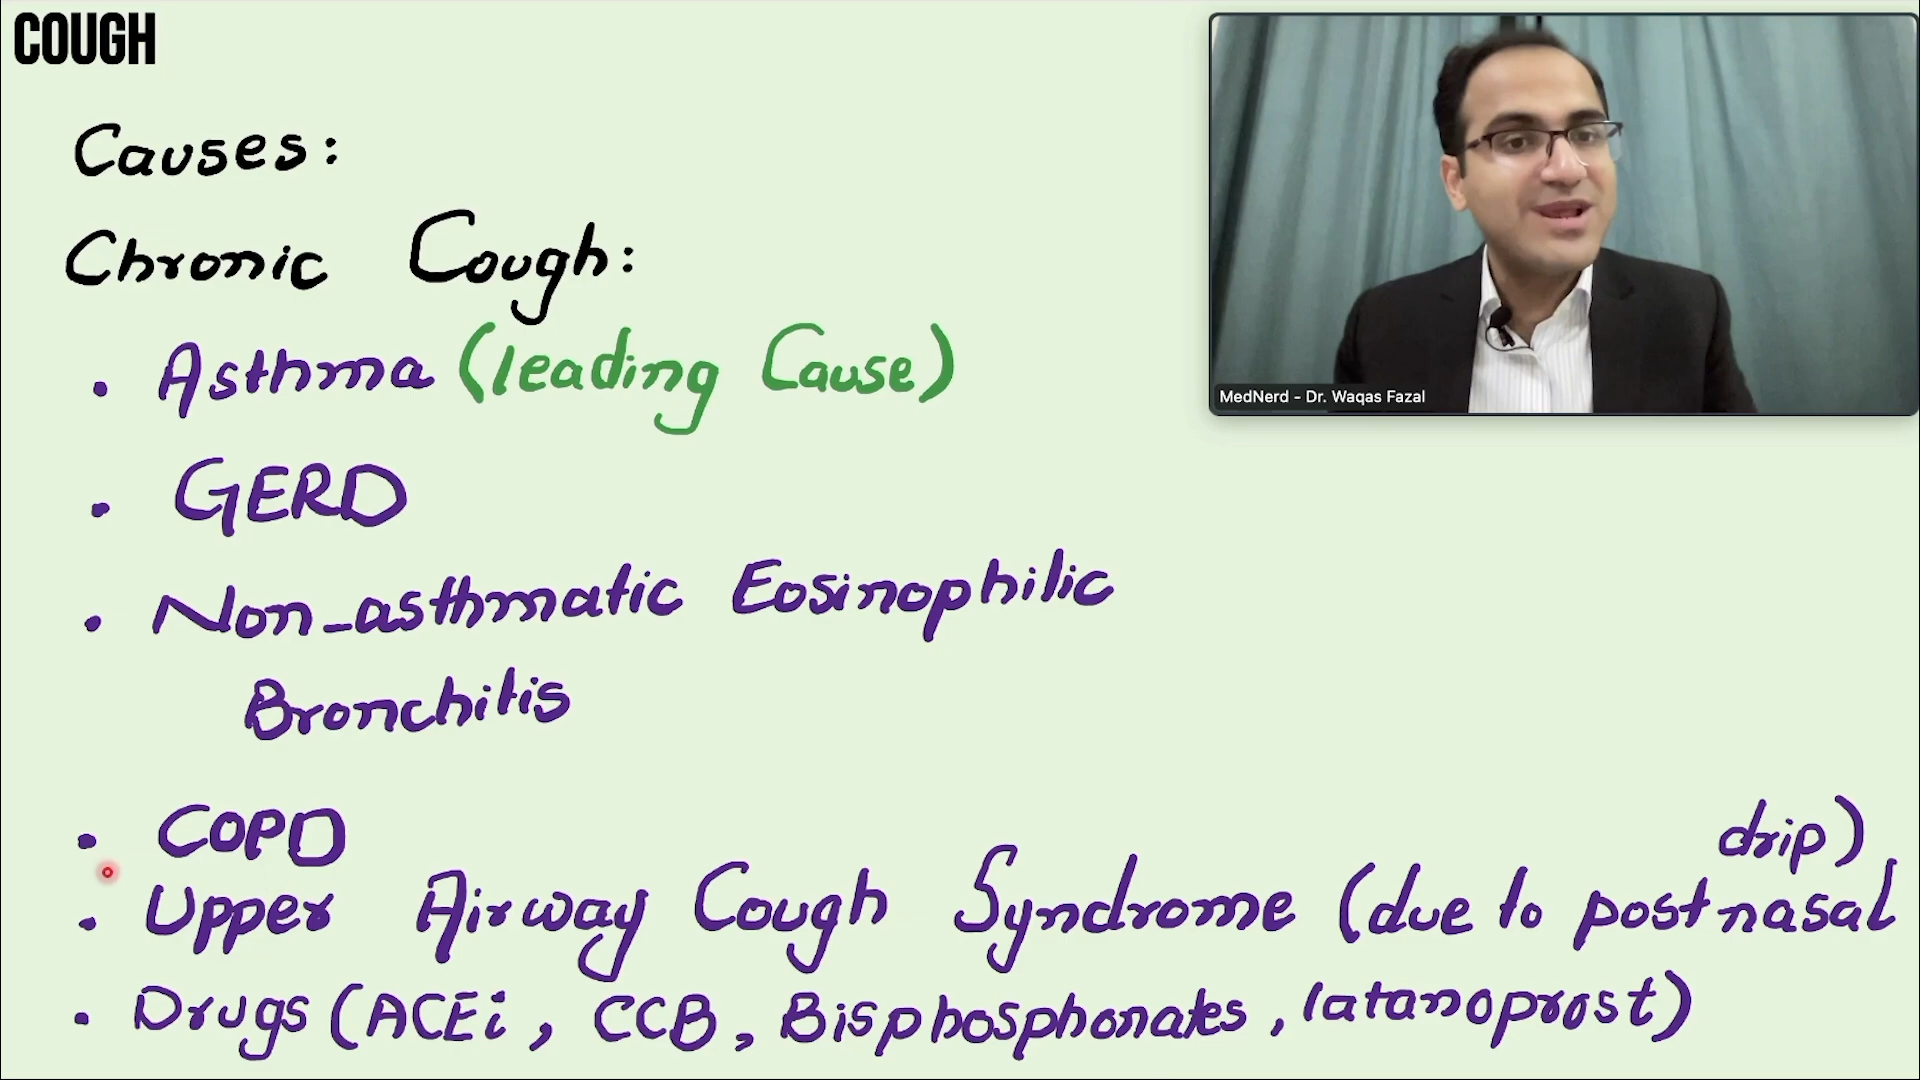 COUGH
Causes:
Chronic Cough:
• Asthma (leading Cause)
• GERD
• Non-asthmatic Eosinophilic
Bronchitis
• COPD
• Upper Airway Cough Syndrome (due to postnasal
drip)
• Drugs (ACEi, CCB, Bisphosphonates, latanoprost)
MedNerd - Dr. Waqas Fazal